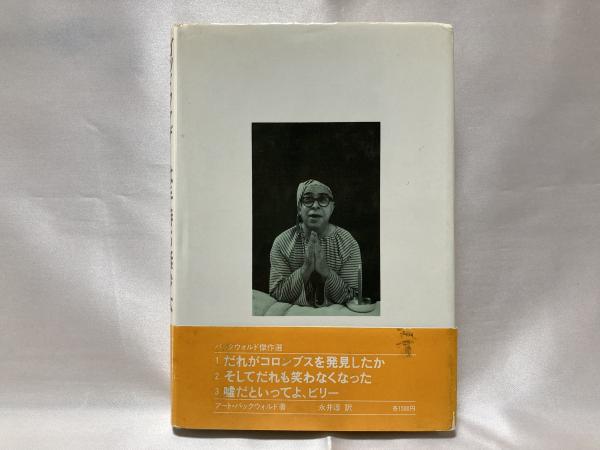 バックウォルド傑作選
1 だれがコロンブスを発見したか
2 そしてだれも笑わなくなった
3 嘘だといってよ、ビリー
アート・バックウォルド著 永井淳 訳 各1500円